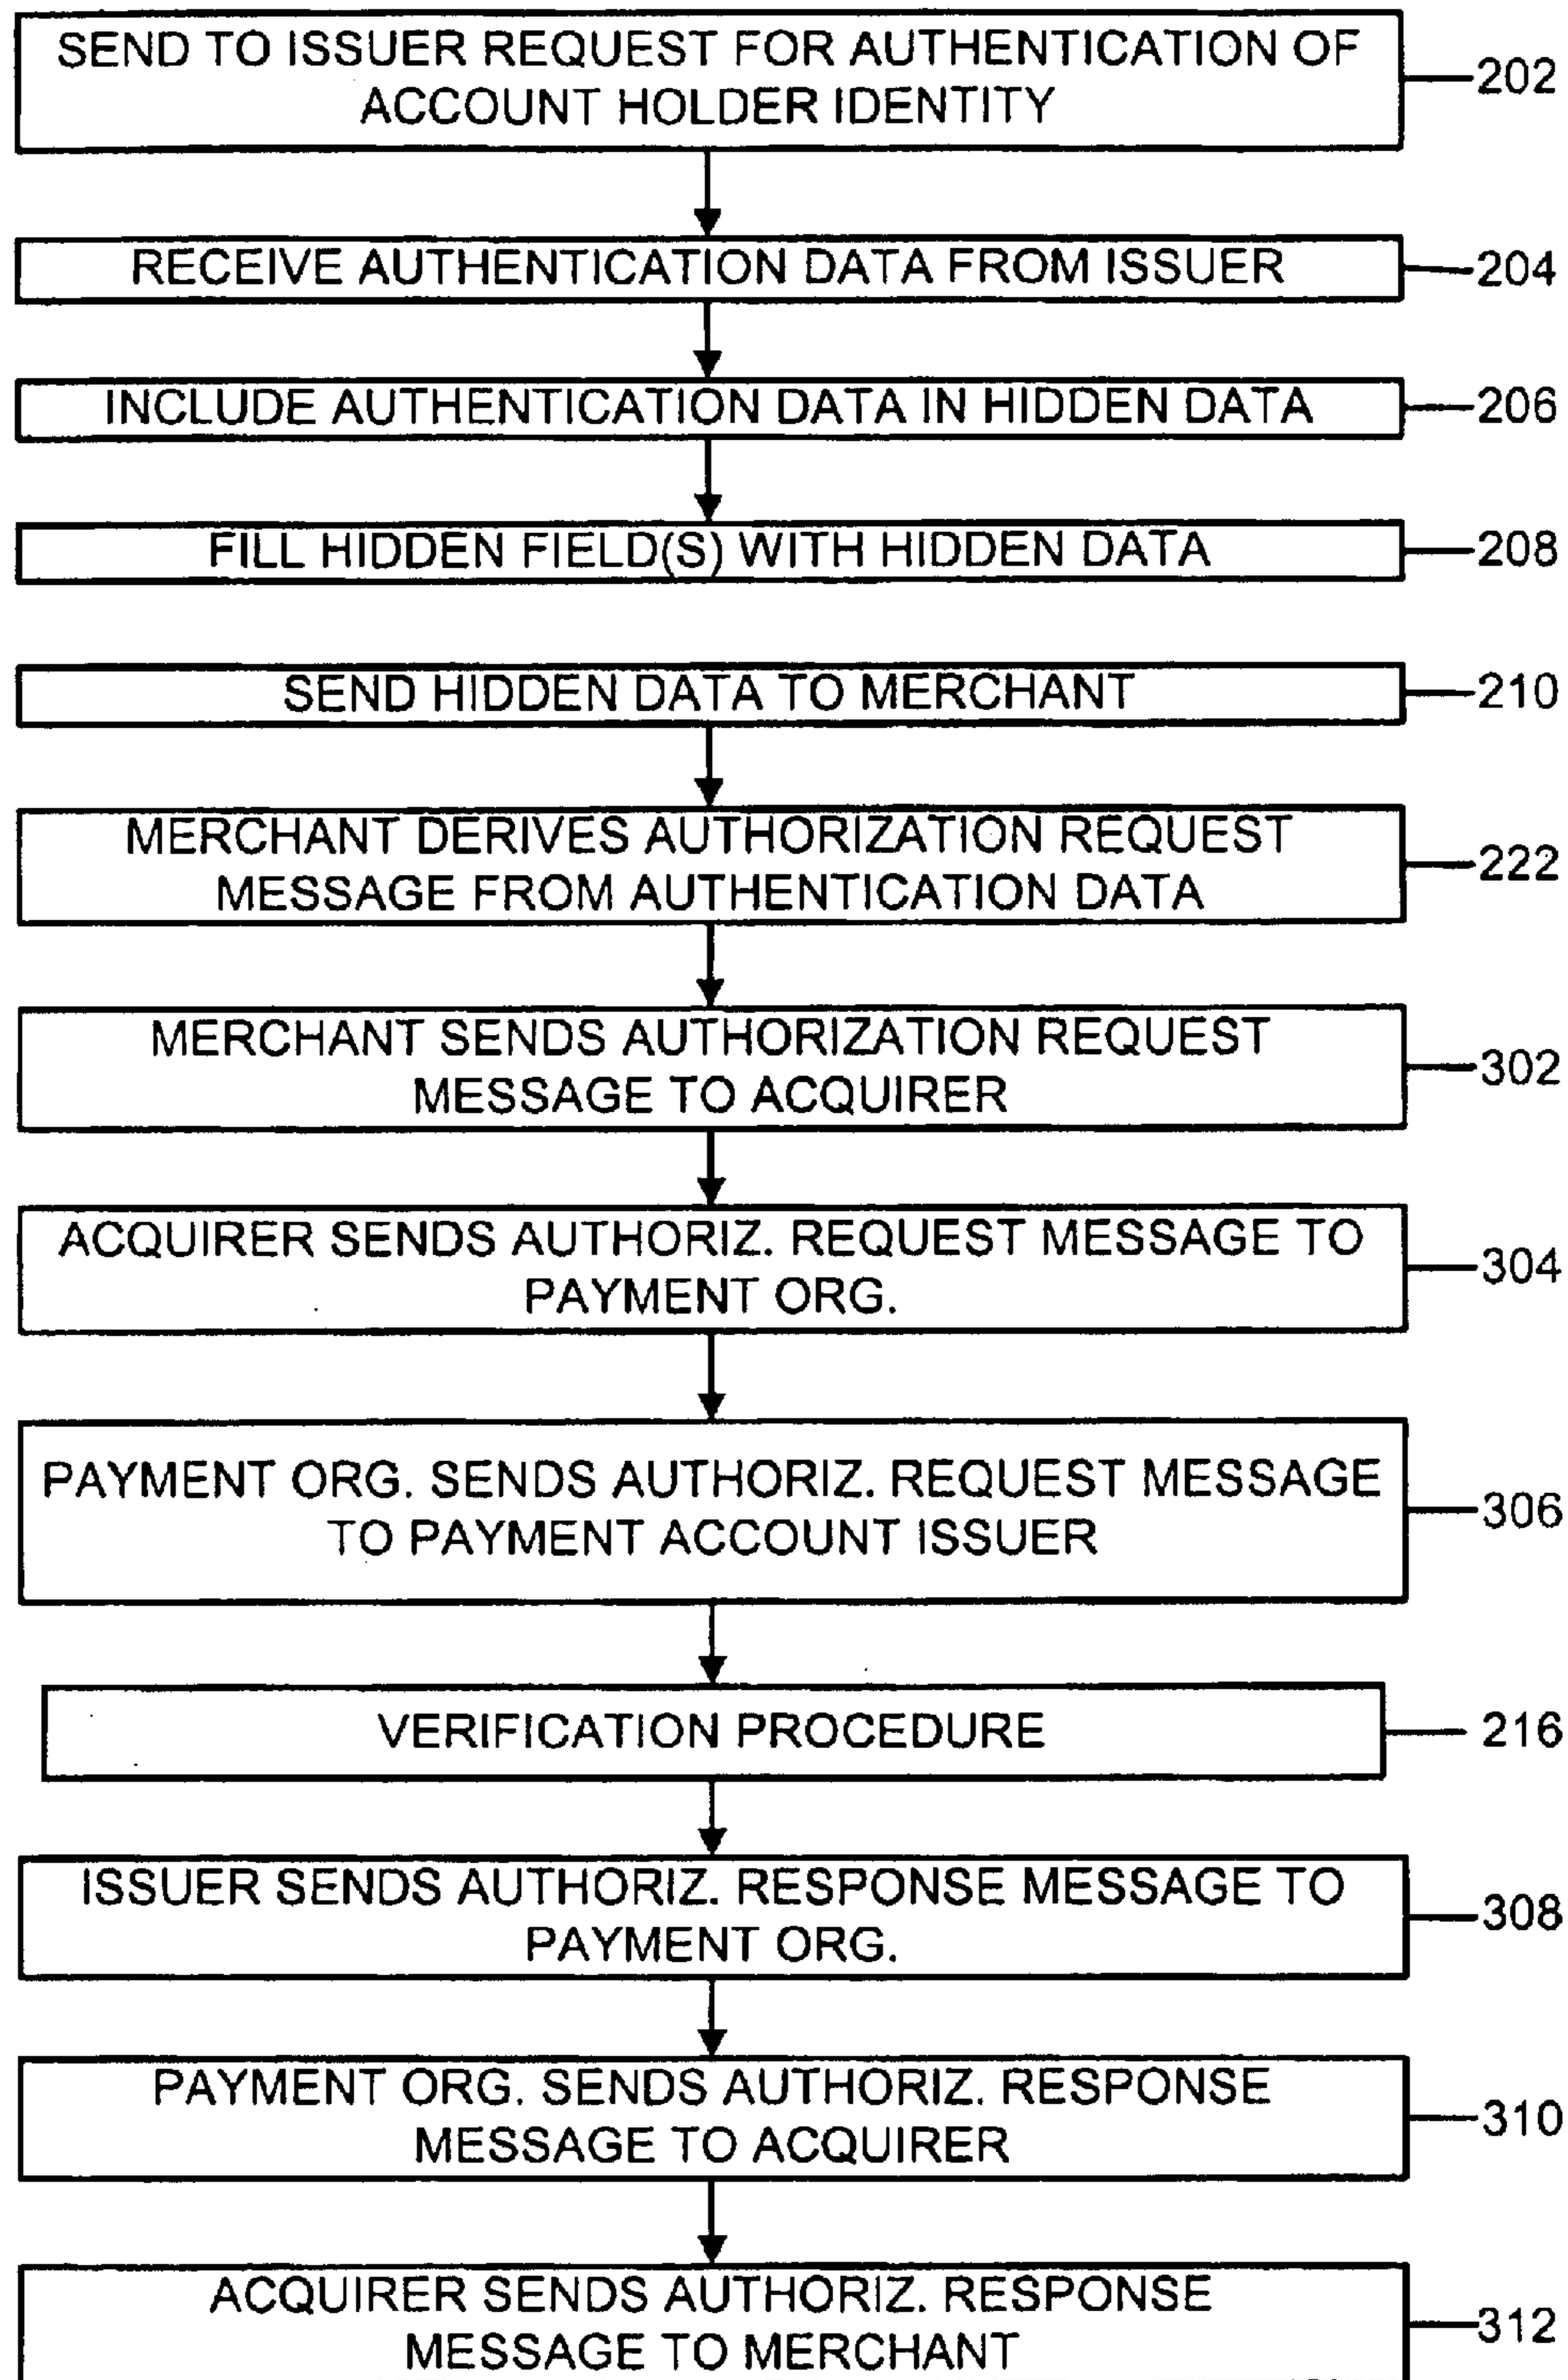 SEND TO ISSUER REQUEST FOR AUTHENTICATION OF
ACCOUNT HOLDER IDENTITY
202
RECEIVE AUTHENTICATION DATA FROM ISSUER
204
INCLUDE AUTHENTICATION DATA IN HIDDEN DATA
206
FILL HIDDEN FIELD(S) WITH HIDDEN DATA
208
SEND HIDDEN DATA TO MERCHANT
210
MERCHANT DERIVES AUTHORIZATION REQUEST
MESSAGE FROM AUTHENTICATION DATA
222
MERCHANT SENDS AUTHORIZATION REQUEST
MESSAGE TO ACQUIRER
302
ACQUIRER SENDS AUTHORIZ. REQUEST MESSAGE TO
PAYMENT ORG.
304
PAYMENT ORG. SENDS AUTHORIZ. REQUEST MESSAGE
TO PAYMENT ACCOUNT ISSUER
306
VERIFICATION PROCEDURE
216
ISSUER SENDS AUTHORIZ. RESPONSE MESSAGE TO
PAYMENT ORG.
308
PAYMENT ORG. SENDS AUTHORIZ. RESPONSE
MESSAGE TO ACQUIRER
310
ACQUIRER SENDS AUTHORIZ. RESPONSE
MESSAGE TO MERCHANT
312